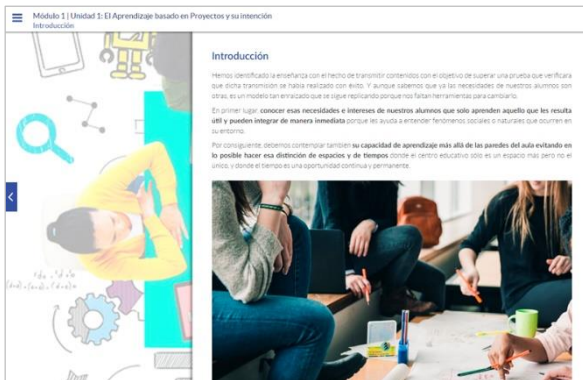 Módulo 1 | Unidad 1: El Aprendizaje basado en Proyectos y su intención
Introducción
Introducción
Hemos identificado la enseñanza con el hecho de transmitir contenidos con el objetivo de superar una prueba que verificara
que dicha transmisión se había realizado con éxito. Y aunque sabemos que ya las necesidades de nuestros alumnos son
otras, es un modelo tan enraizado que se sigue replicando porque nos faltan herramientas para cambiarlo.
En primer lugar, conocer esas necesidades e intereses de nuestros alumnos que solo aprenden aquello que les resulta
útil y pueden integrar de manera inmediata porque les ayuda a entender fenómenos sociales o naturales que ocurren en
su entorno.
Por consiguiente, debemos contemplar también su capacidad de aprendizaje más allá de las paredes del aula evitando en
lo posible hacer esa distinción de espacios y de tiempos donde el centro educativo sólo es un espacio más pero no el
único, y donde el tiempo es una oportunidad continua y permanente.